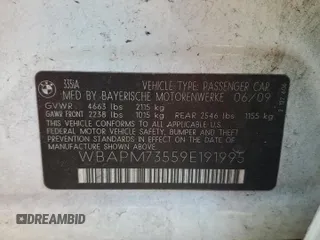 335iA
VEHICLE TYPE: PASSENGER CAR
MFD BY BAYERISCHE MOTORENWERKE 06/09
GVWR 4663 lbs 2115 kg
GAWR FRONT 2238 lbs 1015 kg REAR 2546 lbs 1155 kg
THIS VEHICLE CONFORMS TO ALL APPLICABLE U.S.
FEDERAL MOTOR VEHICLE SAFETY, BUMPER, AND THEFT
PREVENTION STANDARDS IN EFFECT ON THE DATE OF
MANUFACTURE SHOWN ABOVE.
WBAPM73559E191995
DREAMBID